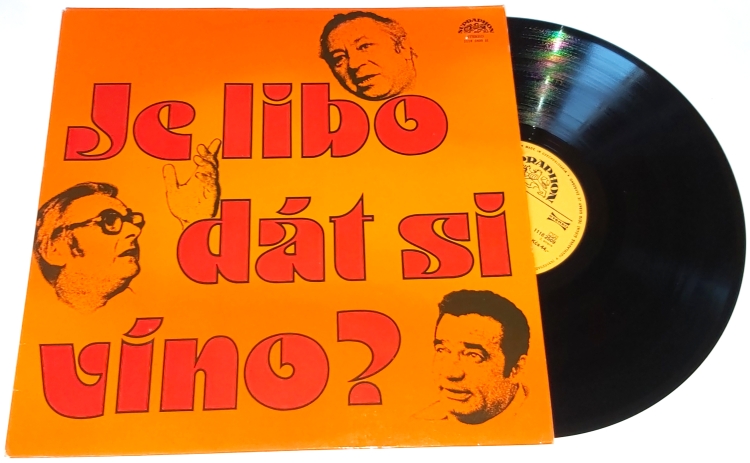 SUPRAPHON
Je libo
dát si
víno?
SUPRAPHON